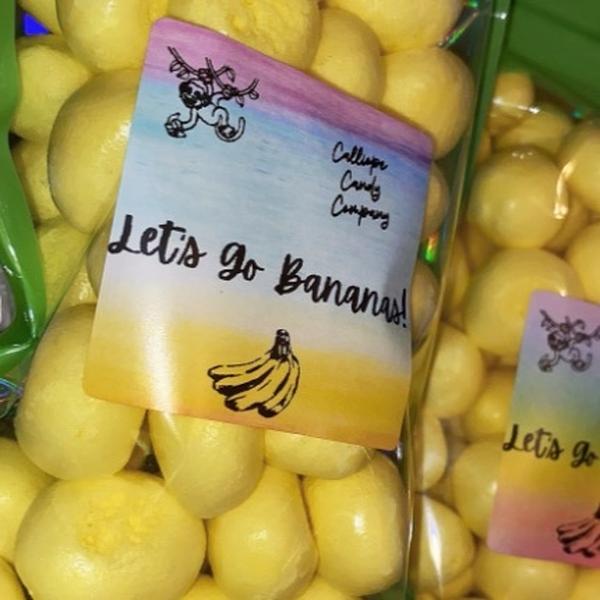 Calliope
Candy
Company
Let's go Bananas!
Let's go